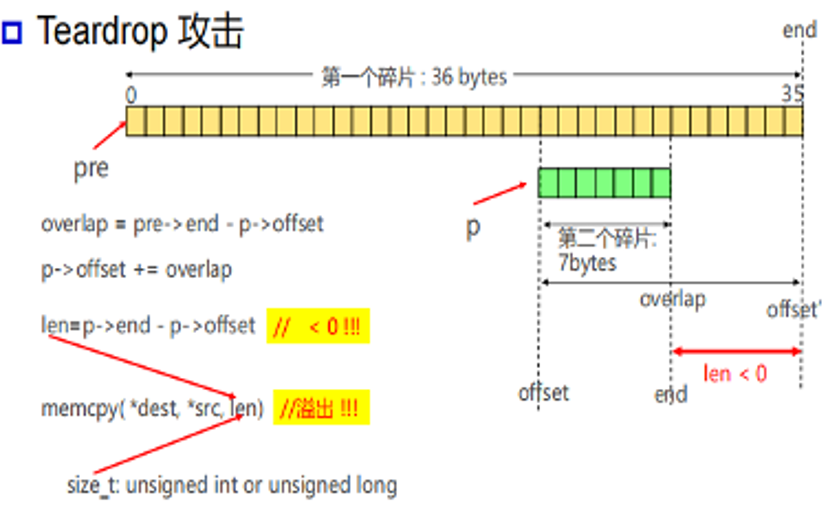 Teardrop 攻击
end
第一个碎片 : 36 bytes
0
35
pre
p
overlap = pre->end - p->offset
第二个碎片:
7bytes
p->offset += overlap
overlap
offset'
len=p->end - p->offset // < 0 !!!
len < 0
offset
end
memcpy( *dest, *src, len) //溢出 !!!
size_t: unsigned int or unsigned long